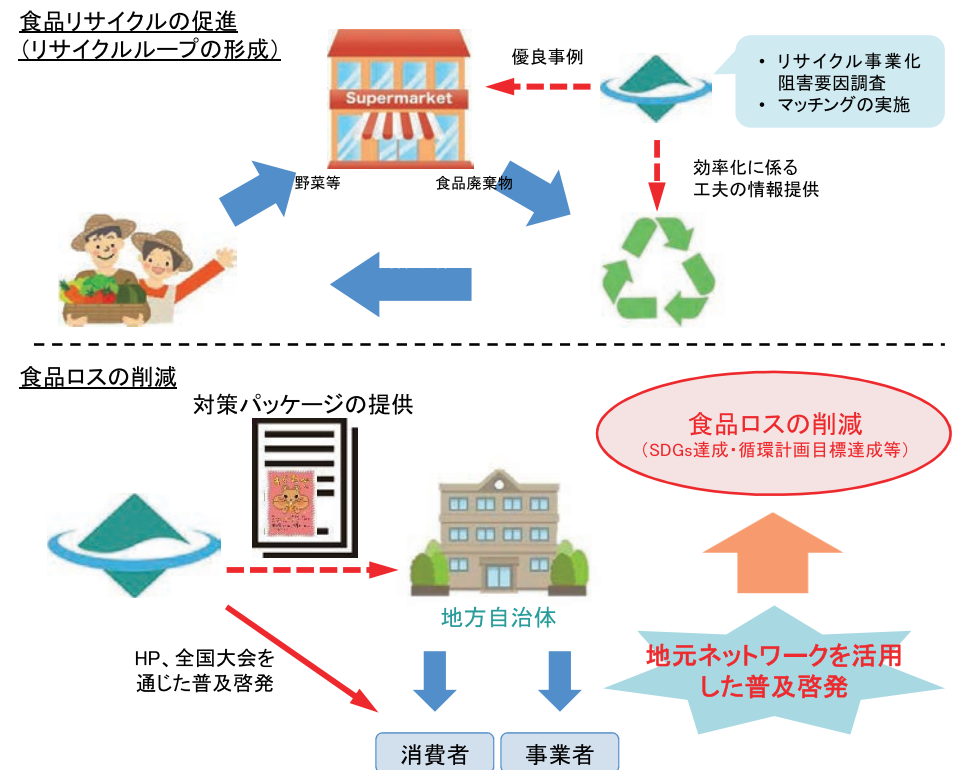 食品リサイクルの促進
（リサイクルループの形成）
Supermarket
優良事例
• リサイクル事業化
阻害要因調査
• マッチングの実施
野菜等
食品廃棄物
効率化に係る
工夫の情報提供
食品ロスの削減
対策パッケージの提供
食品ロスの削減
（SDGs達成・循環計画目標達成等）
地方自治体
HP、全国大会を
通じた普及啓発
地元ネットワークを活用
した普及啓発
消費者
事業者